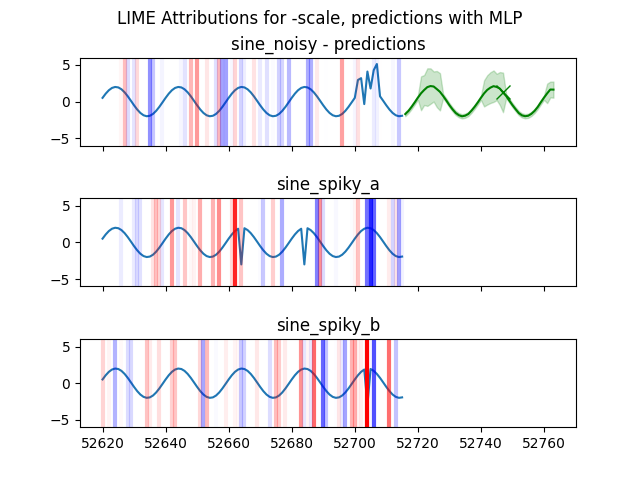 LIME Attributions for -scale, predictions with MLP
sine_noisy - predictions
5
0
−5
sine_spiky_a
5
0
−5
sine_spiky_b
5
0
−5
52620 52640 52660 52680 52700 52720 52740 52760